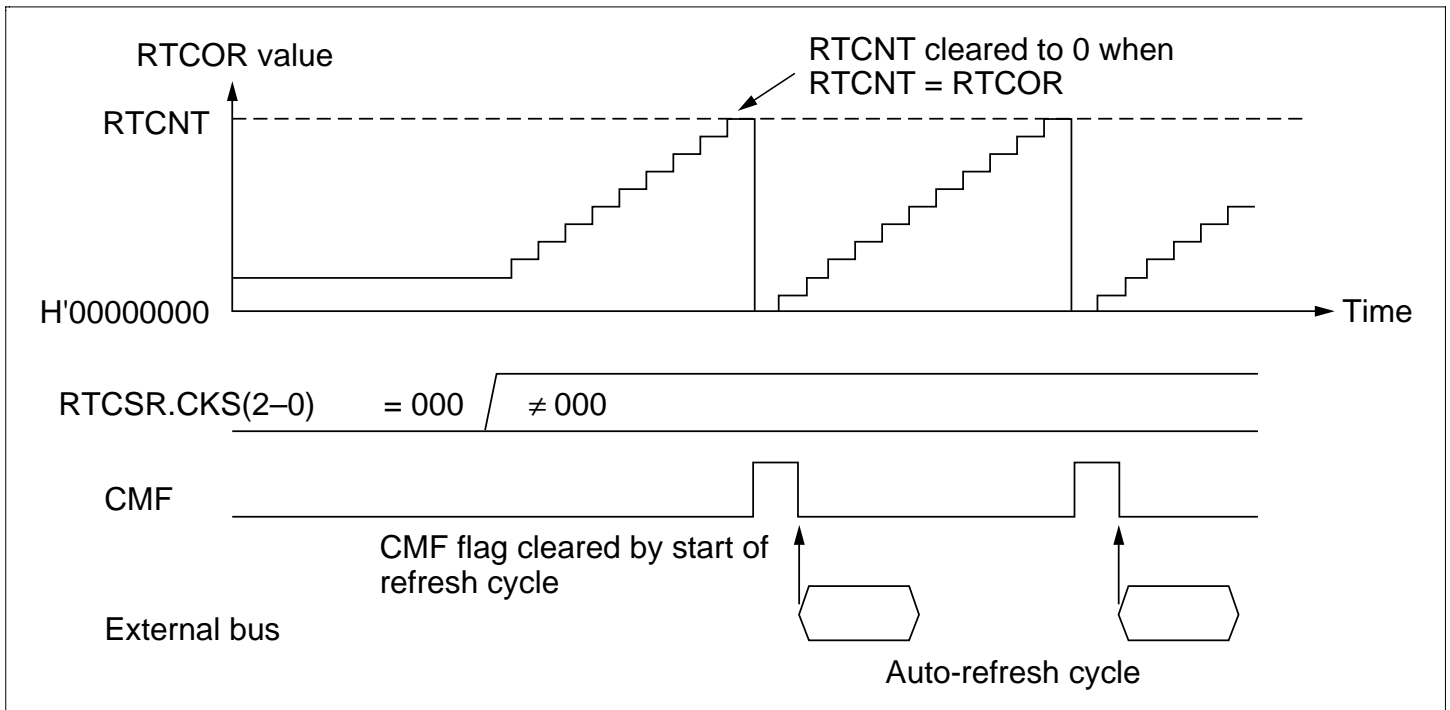 RTCOR value
RTCNT cleared to 0 when
RTCNT = RTCOR
RTCNT
H'00000000
Time
RTCSR.CKS(2–0) = 000 ≠ 000
CMF
CMF flag cleared by start of
refresh cycle
External bus
Auto-refresh cycle